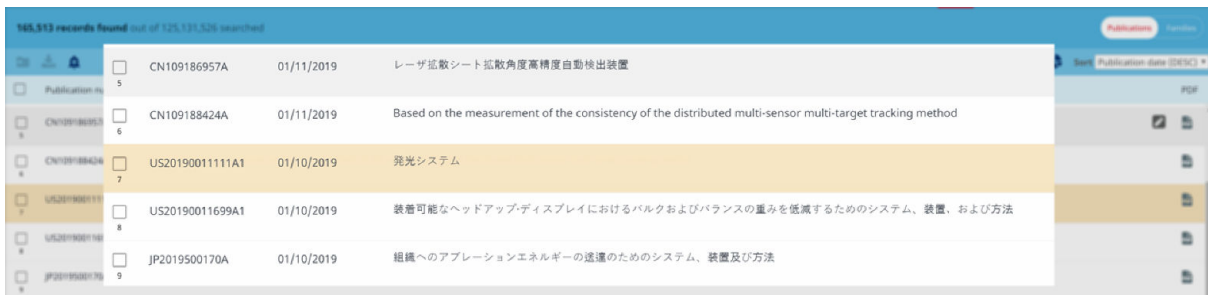 165,513 records found out of 125,131,526 searched
Publications Families
Sort Publication date (DESC)
Publication nu PDF
5 CN109186957A 01/11/2019 レーザ拡散シート拡散角度高精度自動検出装置
6 CN109188424A 01/11/2019 Based on the measurement of the consistency of the distributed multi-sensor multi-target tracking method
7 US20190011111A1 01/10/2019 発光システム
8 US20190011699A1 01/10/2019 装着可能なヘッドアップ·ディスプレイにおけるバルクおよびバランスの重みを低減するためのシステム、装置、および方法
9 JP2019500170A 01/10/2019 組織へのアブレーションエネルギーの送達のためのシステム、装置及び方法